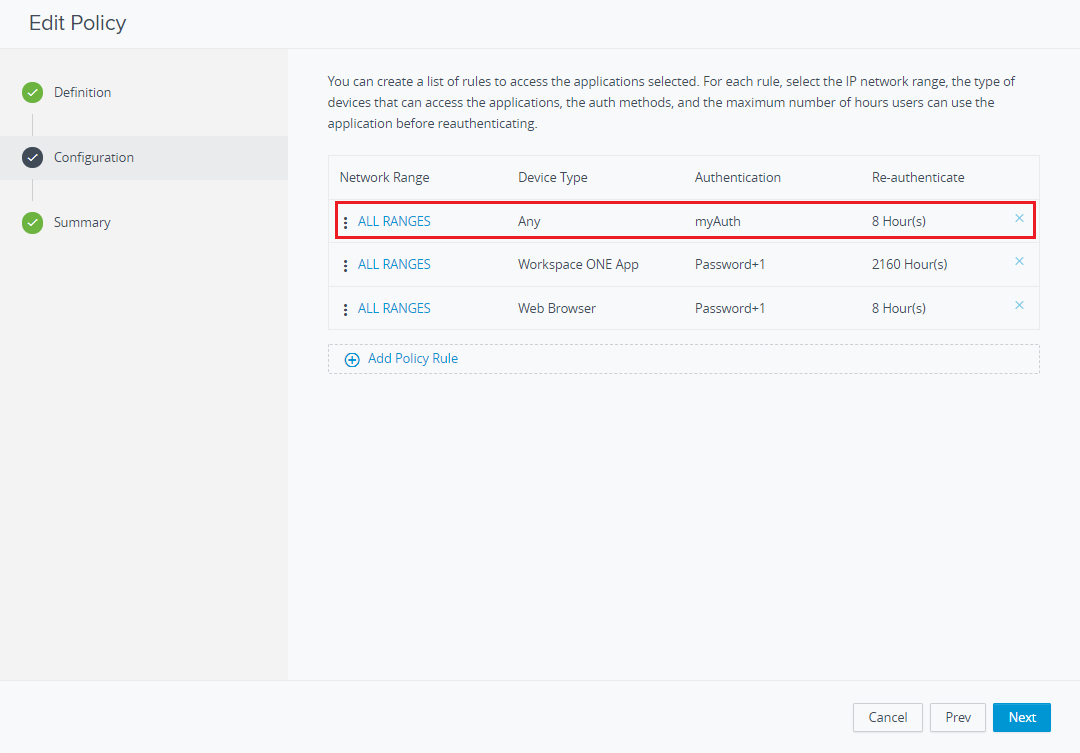 Edit Policy
Definition
Configuration
Summary
You can create a list of rules to access the applications selected. For each rule, select the IP network range, the type of
devices that can access the applications, the auth methods, and the maximum number of hours users can use the
application before reauthenticating.
Network Range Device Type Authentication Re-authenticate
ALL RANGES Any myAuth 8 Hour(s)
ALL RANGES Workspace ONE App Password+1 2160 Hour(s)
ALL RANGES Web Browser Password+1 8 Hour(s)
Add Policy Rule
Cancel Prev Next